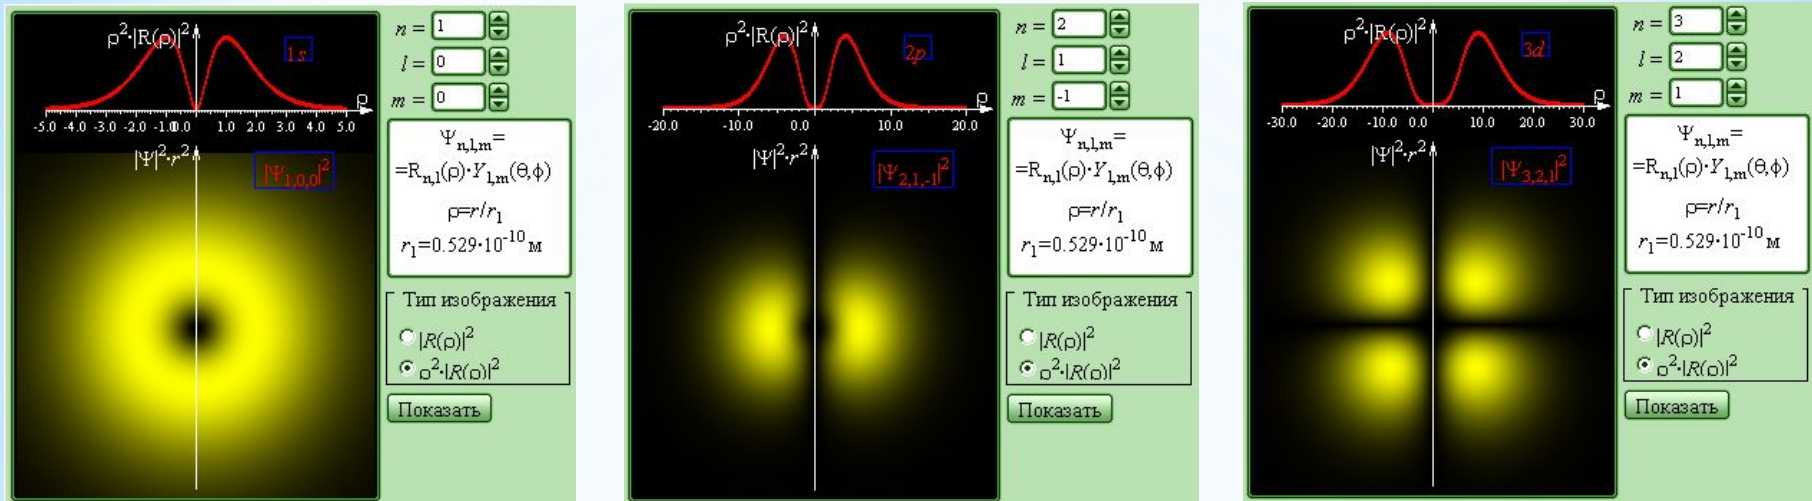 ρ²·|R(ρ)|²
1s
ρ
-5.0 -4.0 -3.0 -1.0 0.0 1.0 2.0 3.0 4.0 5.0
|Ψ|²·r²
|Ψ1,0,0|²
n = 1
l = 0
m = 0
Ψn,l,m=
=Rn,l(ρ)·Yl,m(θ,ϕ)
ρ=r/r1
r1=0.529·10⁻¹⁰ м
Тип изображения
|R(ρ)|²
ρ²·|R(ρ)|²
Показать
ρ²·|R(ρ)|²
2p
ρ
-20.0 -10.0 0.0 10.0 20.0
|Ψ|²·r²
|Ψ2,1,-1|²
n = 2
l = 1
m = -1
Ψn,l,m=
=Rn,l(ρ)·Yl,m(θ,ϕ)
ρ=r/r1
r1=0.529·10⁻¹⁰ м
Тип изображения
|R(ρ)|²
ρ²·|R(ρ)|²
Показать
ρ²·|R(ρ)|²
3d
ρ
-30.0 -20.0 -10.0 0.0 10.0 20.0 30.0
|Ψ|²·r²
|Ψ3,2,1|²
n = 3
l = 2
m = 1
Ψn,l,m=
=Rn,l(ρ)·Yl,m(θ,ϕ)
ρ=r/r1
r1=0.529·10⁻¹⁰ м
Тип изображения
|R(ρ)|²
ρ²·|R(ρ)|²
Показать